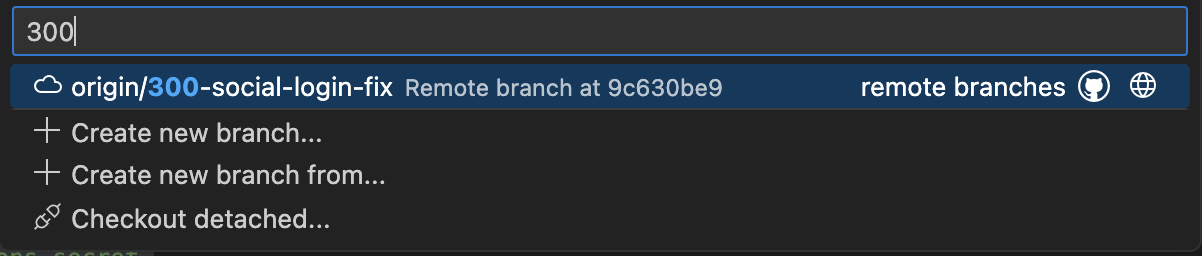 300
origin/300-social-login-fix Remote branch at 9c630be9 remote branches
Create new branch...
Create new branch from...
Checkout detached...